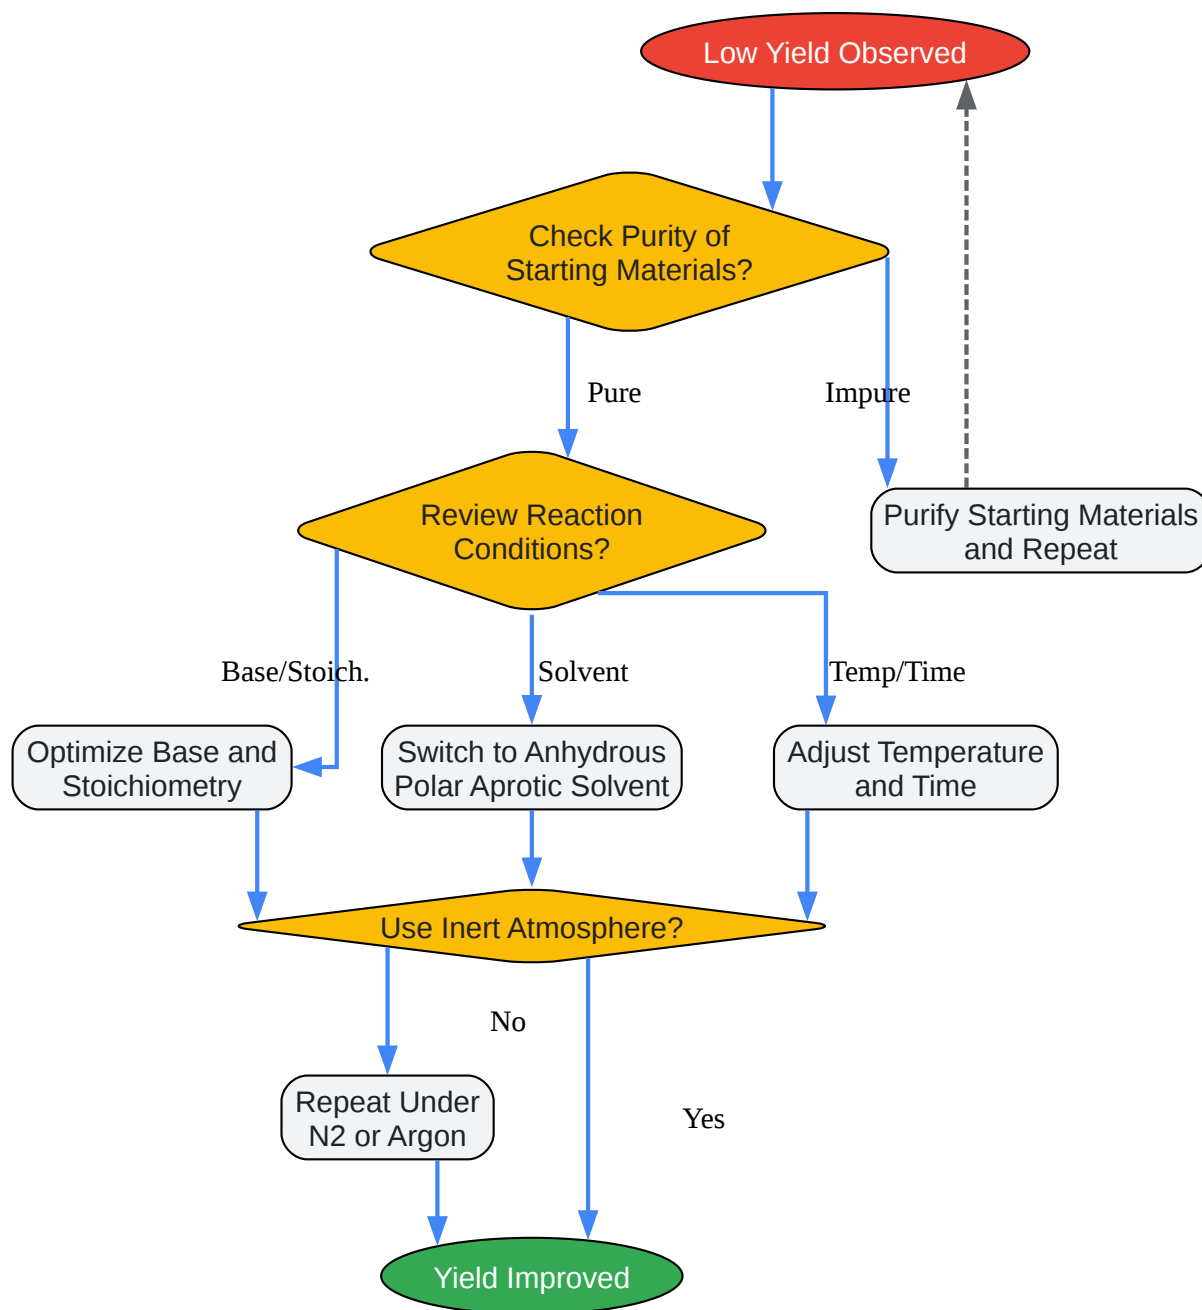 Low Yield Observed
Check Purity of
Starting Materials?
Pure
Impure
Review Reaction
Conditions?
Purify Starting Materials
and Repeat
Base/Stoich.
Solvent
Temp/Time
Optimize Base and
Stoichiometry
Switch to Anhydrous
Polar Aprotic Solvent
Adjust Temperature
and Time
Use Inert Atmosphere?
No
Repeat Under
N2 or Argon
Yes
Yield Improved